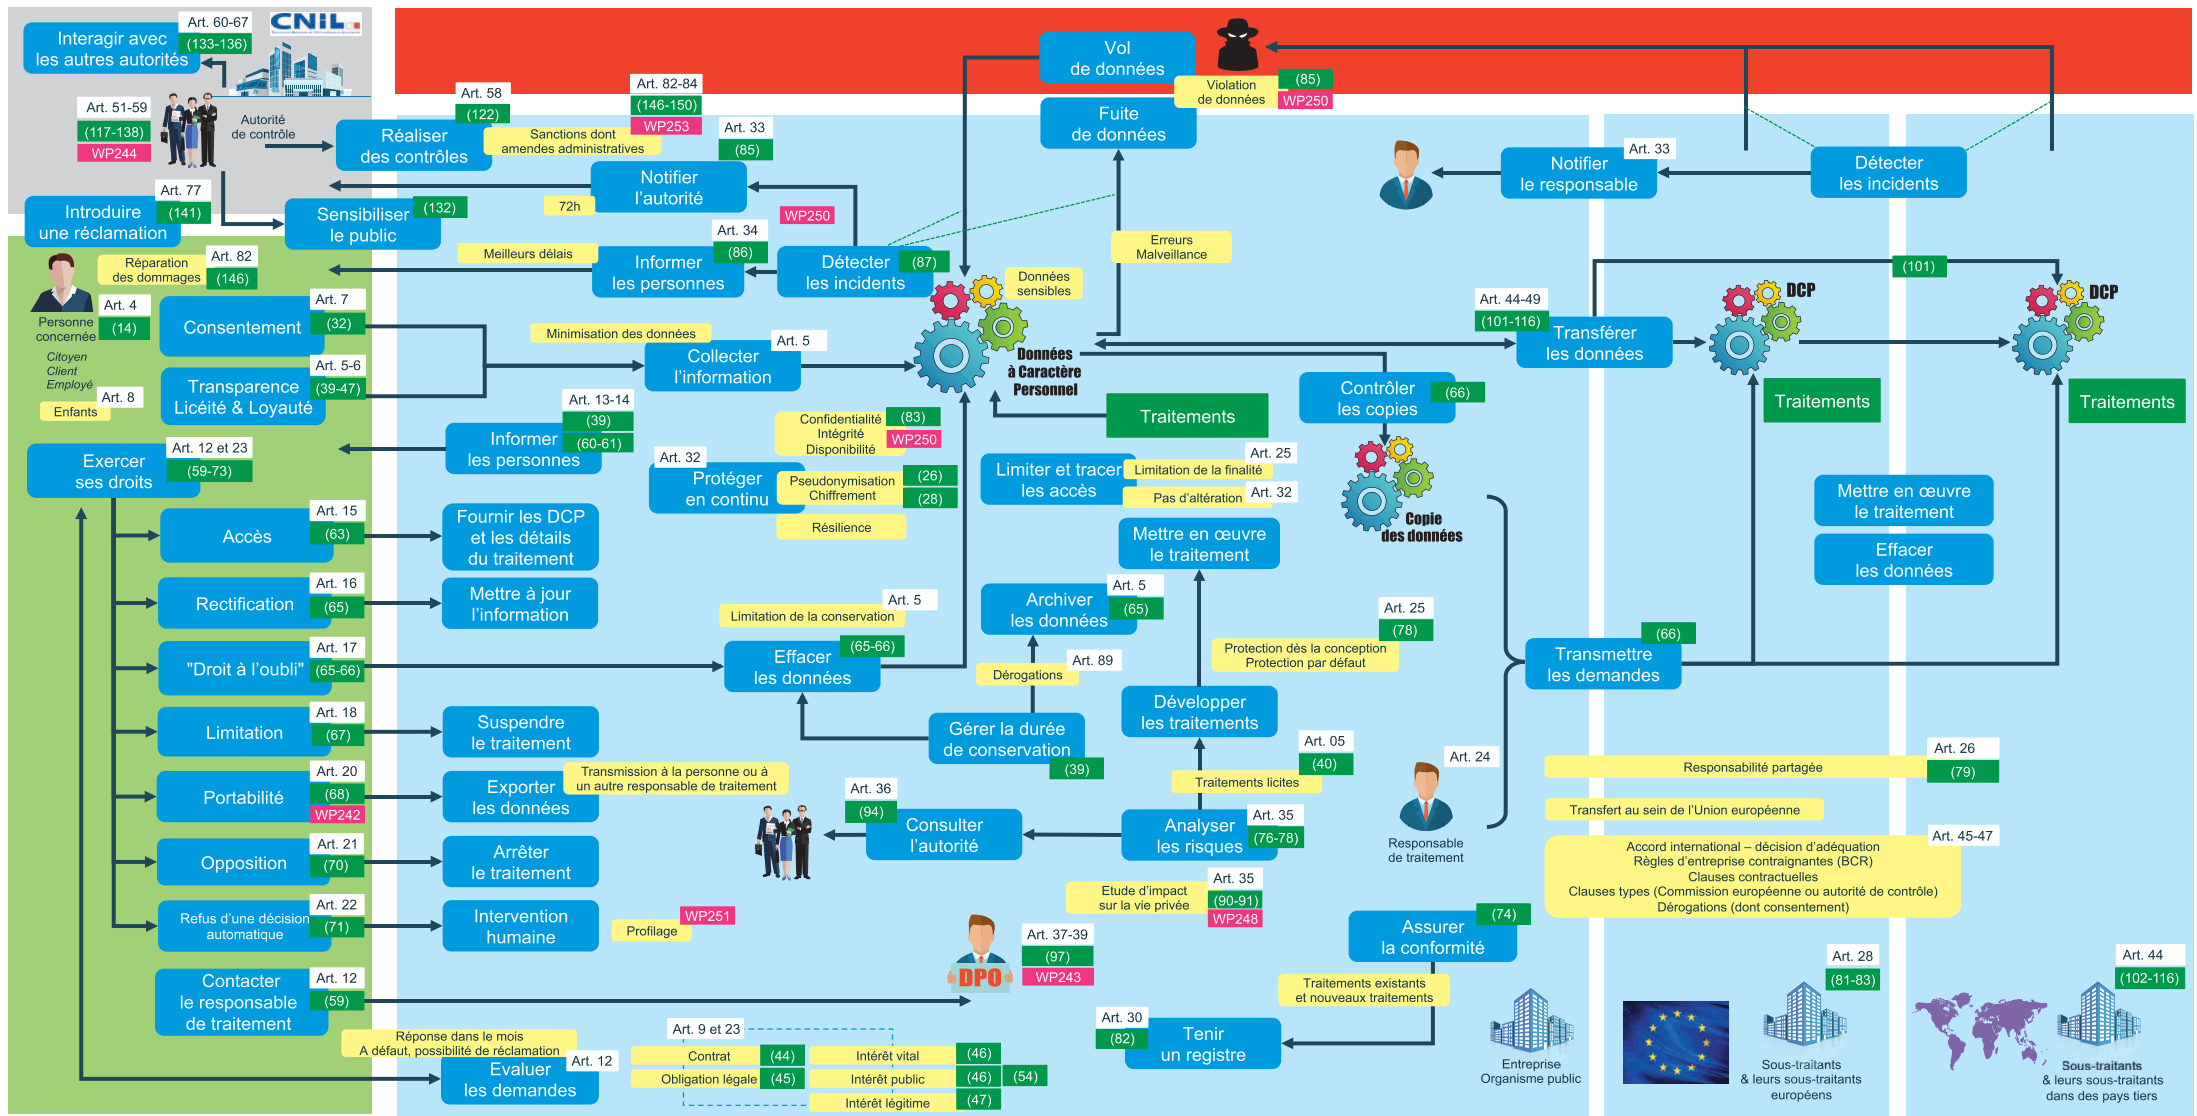 Interagir avec
les autres autorités
Art. 60-67
(133-136)
CNIL
Art. 51-59
(117-138)
WP244
Autorité
de contrôle
Réaliser
des contrôles
Art. 58
(122)
Sanctions dont
amendes administratives
Art. 82-84
(146-150)
WP253
Art. 33
(85)
Notifier
l'autorité
72h
Introduire
une réclamation
Art. 77
(141)
Sensibiliser
le public
(132)
Vol
de données
Violation
de données
(85)
WP250
Fuite
de données
Erreurs
Malveillance
Notifier
le responsable
Art. 33
Détecter
les incidents
WP250
Art. 34
(86)
Meilleurs délais
Informer
les personnes
Détecter
les incidents
(87)
Données
sensibles
Réparation
des dommages
Art. 82
(146)
Personne
concernée
Art. 4
(14)
Citoyen
Client
Employé
Enfants
Art. 8
Consentement
Art. 7
(32)
Transparence
Licéité & Loyauté
Art. 5-6
(39-47)
Minimisation des données
Collecter
l'information
Art. 5
Données
à Caractère
Personnel
Traitements
Art. 44-49
(101-116)
Transférer
les données
(101)
DCP
Traitements
DCP
Traitements
Contrôler
les copies
(66)
Copie
des données
Informer
les personnes
Art. 13-14
(39)
(60-61)
Art. 32
Protéger
en continu
Confidentialité
Intégrité
Disponibilité
(83)
WP250
Pseudonymisation
Chiffrement
(26)
(28)
Résilience
Limiter et tracer
les accès
Limitation de la finalité
Art. 25
Pas d'altération
Art. 32
Mettre en œuvre
le traitement
Mettre en œuvre
le traitement
Effacer
les données
Exercer
ses droits
Art. 12 et 23
(59-73)
Accès
Art. 15
(63)
Fournir les DCP
et les détails
du traitement
Rectification
Art. 16
(65)
Mettre à jour
l'information
"Droit à l'oubli"
Art. 17
(65-66)
Limitation de la conservation
Art. 5
Effacer
les données
(65-66)
Archiver
les données
Art. 5
(65)
Dérogations
Art. 89
Gérer la durée
de conservation
(39)
Art. 25
(78)
Protection dès la conception
Protection par défaut
Développer
les traitements
Transmettre
les demandes
(66)
Limitation
Art. 18
(67)
Suspendre
le traitement
Portabilité
Art. 20
(68)
WP242
Exporter
les données
Transmission à la personne ou à
un autre responsable de traitement
Art. 05
(40)
Traitements licites
Analyser
les risques
Art. 35
(76-78)
Art. 36
(94)
Consulter
l'autorité
Etude d'impact
sur la vie privée
Art. 35
(90-91)
WP248
Art. 24
Responsable
de traitement
Responsabilité partagée
Art. 26
(79)
Transfert au sein de l'Union européenne
Art. 45-47
Accord international – décision d'adéquation
Règles d'entreprise contraignantes (BCR)
Clauses contractuelles
Clauses types (Commission européenne ou autorité de contrôle)
Dérogations (dont consentement)
Opposition
Art. 21
(70)
Arrêter
le traitement
Refus d'une décision
automatique
Art. 22
(71)
Intervention
humaine
Profilage
WP251
Contacter
le responsable
de traitement
Art. 12
(59)
DPO
Art. 37-39
(97)
WP243
Assurer
la conformité
(74)
Traitements existants
et nouveaux traitements
Art. 30
(82)
Tenir
un registre
Réponse dans le mois
A défaut, possibilité de réclamation
Evaluer
les demandes
Art. 12
Art. 9 et 23
Contrat
(44)
Obligation légale
(45)
Intérêt vital
(46)
Intérêt public
(46)
(54)
Intérêt légitime
(47)
Entreprise
Organisme public
Art. 28
(81-83)
Sous-traitants
& leurs sous-traitants
européens
Art. 44
(102-116)
Sous-traitants
& leurs sous-traitants
dans des pays tiers